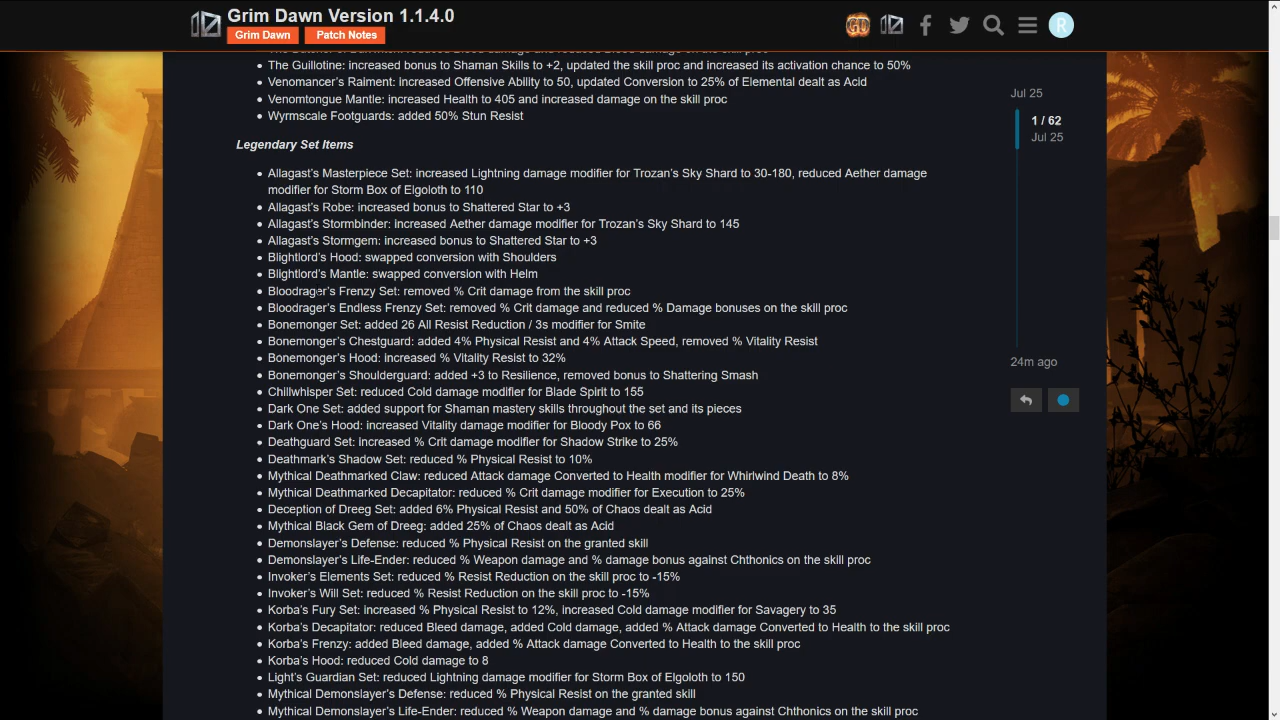 Grim Dawn Version 1.1.4.0
Grim Dawn
Patch Notes
R
The Guillotine: increased bonus to Shaman Skills to +2, updated the skill proc and increased its activation chance to 50%
Venomancer's Raiment: increased Offensive Ability to 50, updated Conversion to 25% of Elemental dealt as Acid
Venomtongue Mantle: increased Health to 405 and increased damage on the skill proc
Wyrmscale Footguards: added 50% Stun Resist
Legendary Set Items
Allagast's Masterpiece Set: increased Lightning damage modifier for Trozan's Sky Shard to 30-180, reduced Aether damage
modifier for Storm Box of Elgoloth to 110
Allagast's Robe: increased bonus to Shattered Star to +3
Allagast's Stormbinder: increased Aether damage modifier for Trozan's Sky Shard to 145
Allagast's Stormgem: increased bonus to Shattered Star to +3
Blightlord's Hood: swapped conversion with Shoulders
Blightlord's Mantle: swapped conversion with Helm
Bloodrager's Frenzy Set: removed % Crit damage from the skill proc
Bloodrager's Endless Frenzy Set: removed % Crit damage and reduced % Damage bonuses on the skill proc
Bonemonger Set: added 26 All Resist Reduction / 3s modifier for Smite
Bonemonger's Chestguard: added 4% Physical Resist and 4% Attack Speed, removed % Vitality Resist
Bonemonger's Hood: increased % Vitality Resist to 32%
Bonemonger's Shoulderguard: added +3 to Resilience, removed bonus to Shattering Smash
Chillwhisper Set: reduced Cold damage modifier for Blade Spirit to 155
Dark One Set: added support for Shaman mastery skills throughout the set and its pieces
Dark One's Hood: increased Vitality damage modifier for Bloody Pox to 66
Deathguard Set: increased % Crit damage modifier for Shadow Strike to 25%
Deathmark's Shadow Set: reduced % Physical Resist to 10%
Mythical Deathmarked Claw: reduced Attack damage Converted to Health modifier for Whirlwind Death to 8%
Mythical Deathmarked Decapitator: reduced % Crit damage modifier for Execution to 25%
Deception of Dreeg Set: added 6% Physical Resist and 50% of Chaos dealt as Acid
Mythical Black Gem of Dreeg: added 25% of Chaos dealt as Acid
Demonslayer's Defense: reduced % Physical Resist on the granted skill
Demonslayer's Life-Ender: reduced % Weapon damage and % damage bonus against Chthonics on the skill proc
Invoker's Elements Set: reduced % Resist Reduction on the skill proc to -15%
Invoker's Will Set: reduced % Resist Reduction on the skill proc to -15%
Korba's Fury Set: increased % Physical Resist to 12%, increased Cold damage modifier for Savagery to 35
Korba's Decapitator: reduced Bleed damage, added Cold damage, added % Attack damage Converted to Health to the skill proc
Korba's Frenzy: added Bleed damage, added % Attack damage Converted to Health to the skill proc
Korba's Hood: reduced Cold damage to 8
Light's Guardian Set: reduced Lightning damage modifier for Storm Box of Elgoloth to 150
Mythical Demonslayer's Defense: reduced % Physical Resist on the granted skill
Mythical Demonslayer's Life-Ender: reduced % Weapon damage and % damage bonus against Chthonics on the skill proc
Jul 25
1 / 62
Jul 25
24m ago